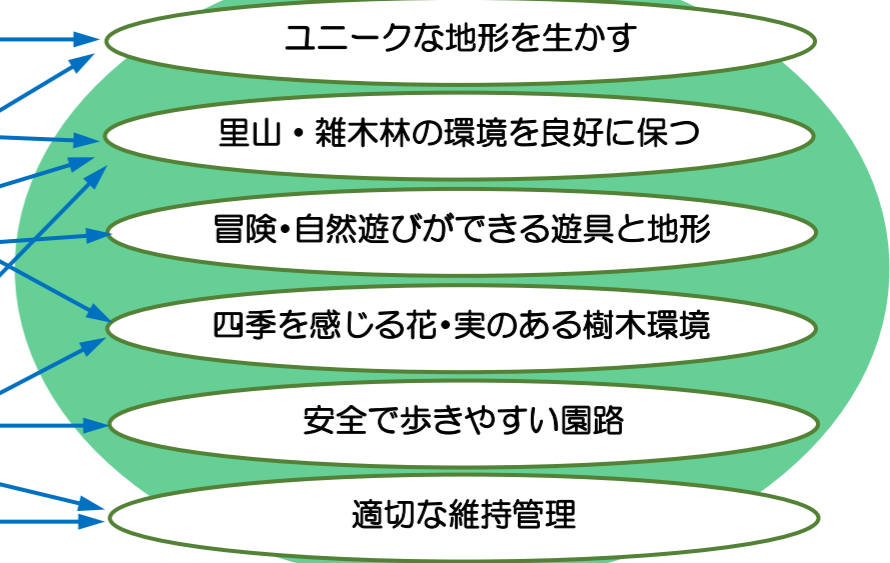 ユニークな地形を生かす
里山・雑木林の環境を良好に保つ
冒険・自然遊びができる遊具と地形
四季を感じる花・実のある樹木環境
安全で歩きやすい園路
適切な維持管理